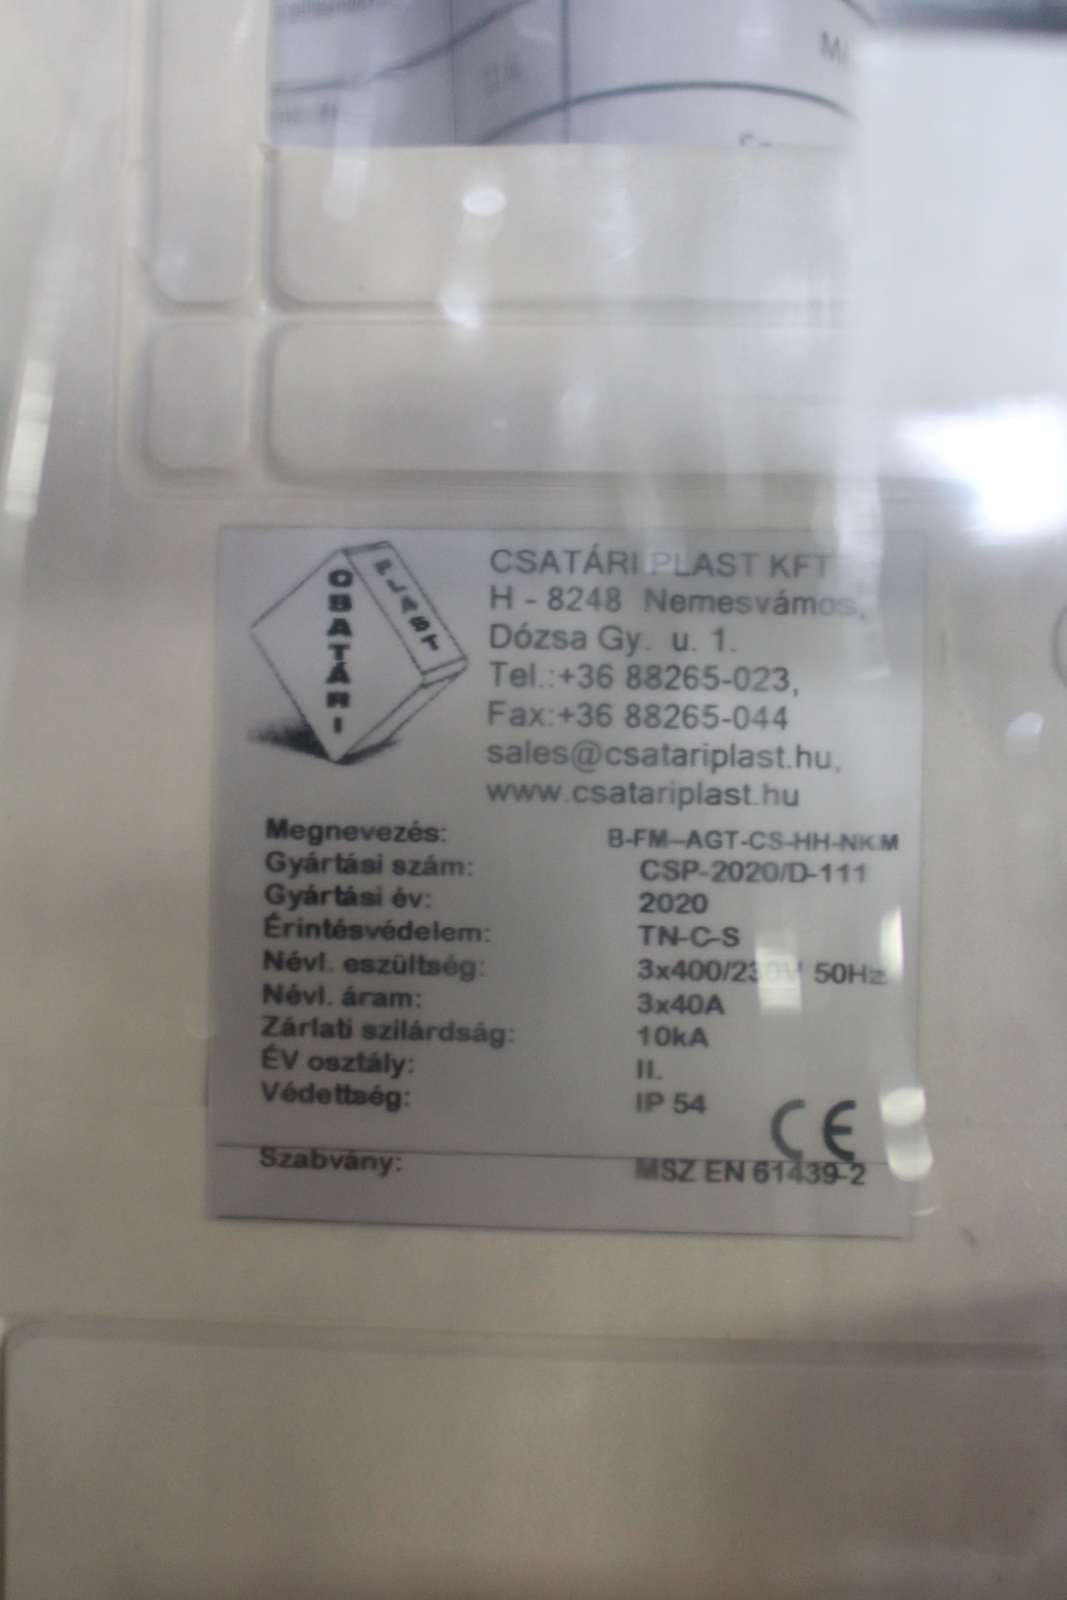 CSATÁRI PLAST
CSATÁRI PLAST KFT
H - 8248 Nemesvámos,
Dózsa Gy. u. 1.
Tel.:+36 88265-023,
Fax:+36 88265-044
sales@csatariplast.hu,
www.csatariplast.hu
Megnevezés: B-FM-AGT-CS-HH-NKM
Gyártási szám: CSP-2020/D-111
Gyártási év: 2020
Érintésvédelem: TN-C-S
Névl. eszültség: 3x400/230V 50Hz
Névl. áram: 3x40A
Zárlati szilárdság: 10kA
ÉV osztály: II.
Védettség: IP 54
CE
Szabvány: MSZ EN 61439-2